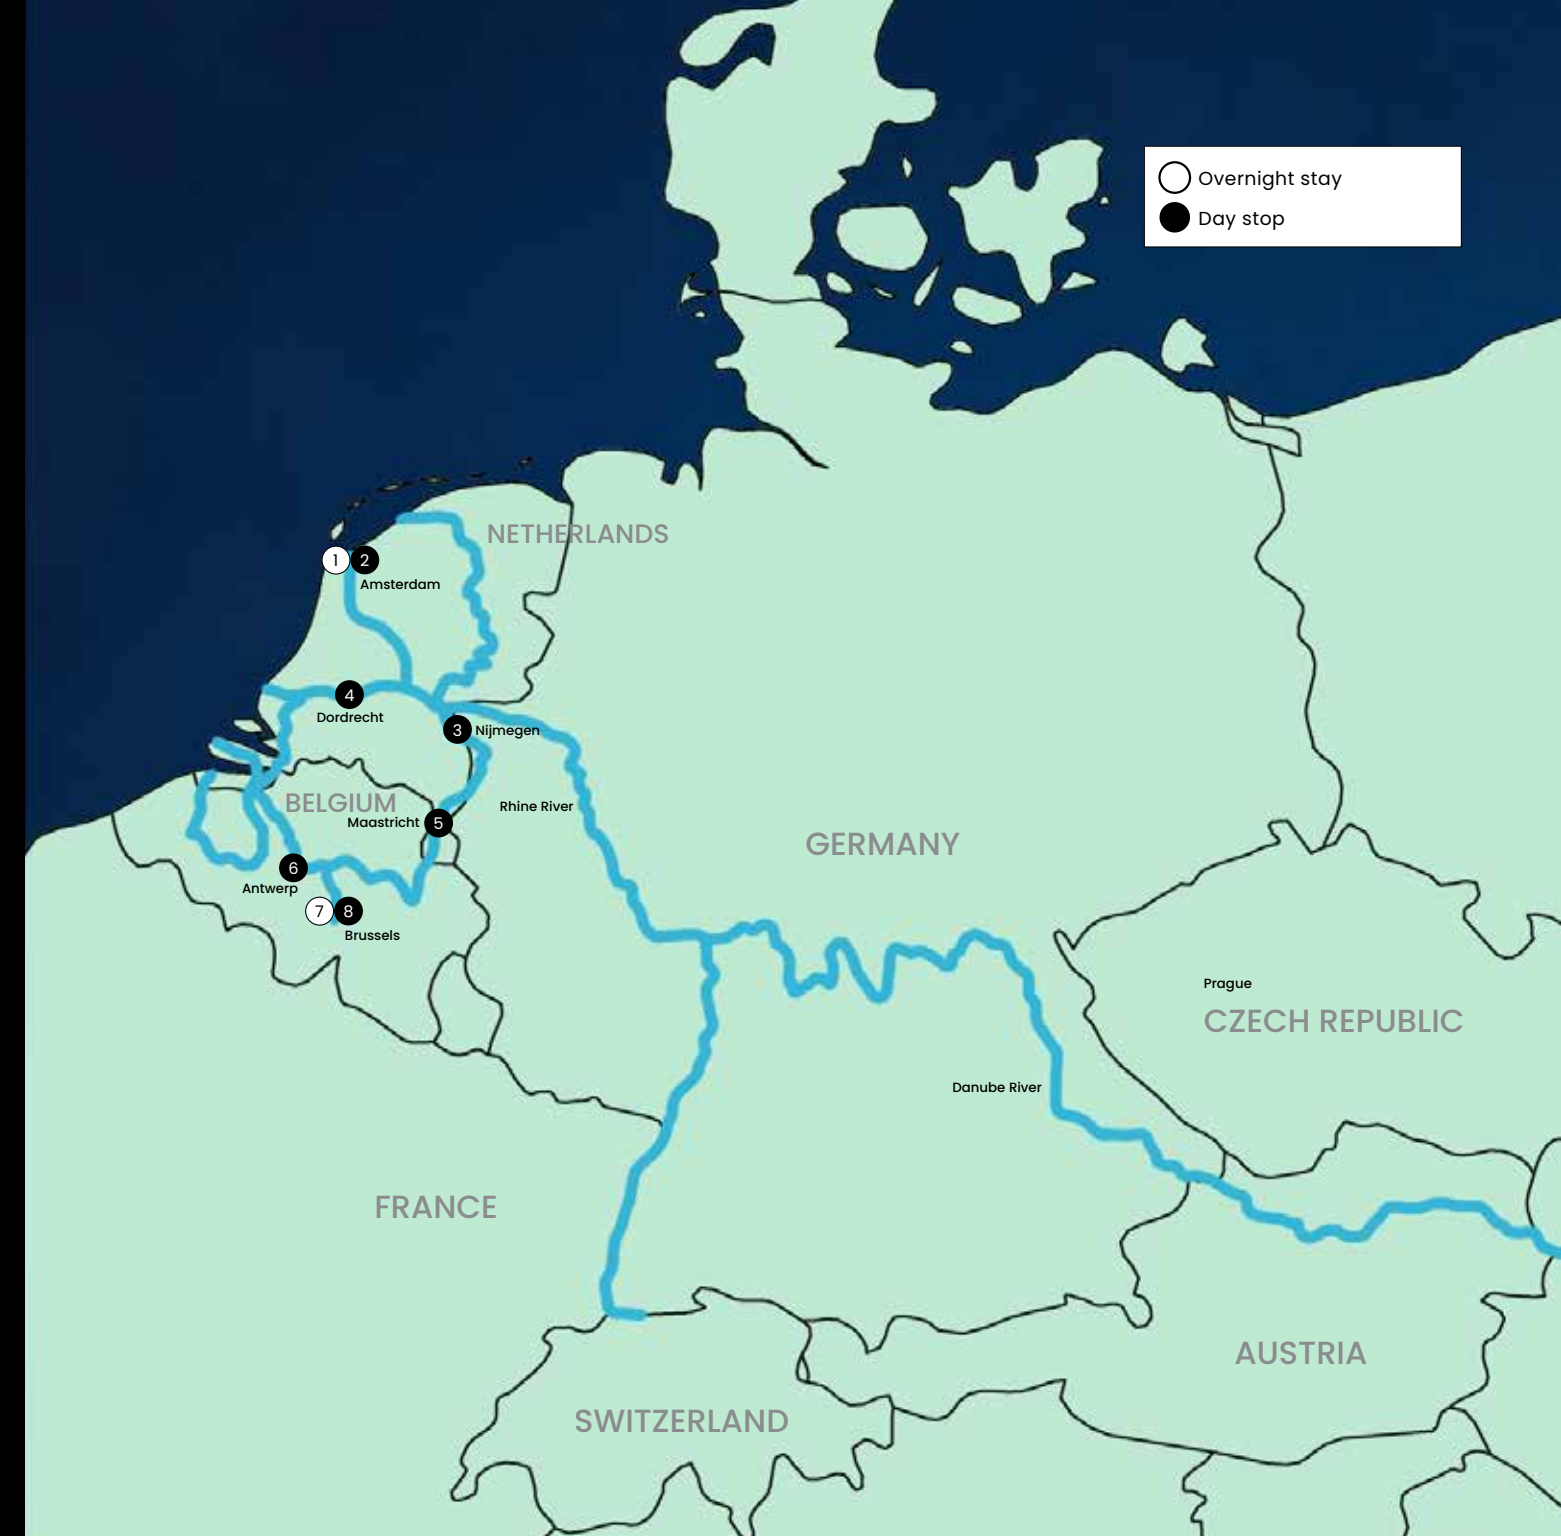 Overnight stay
Day stop
NETHERLANDS
1 2
Amsterdam
4
Dordrecht
3 Nijmegen
BELGIUM
Rhine River
Maastricht 5
GERMANY
6
Antwerp
7 8
Brussels
Prague
CZECH REPUBLIC
Danube River
FRANCE
AUSTRIA
SWITZERLAND